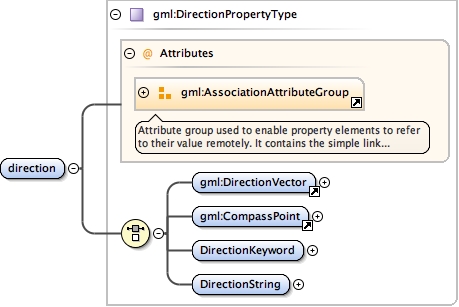 gml:DirectionPropertyType
@ Attributes
gml:AssociationAttributeGroup
Attribute group used to enable property elements to refer
to their value remotely. It contains the simple link...
direction
gml:DirectionVector
gml:CompassPoint
DirectionKeyword
DirectionString